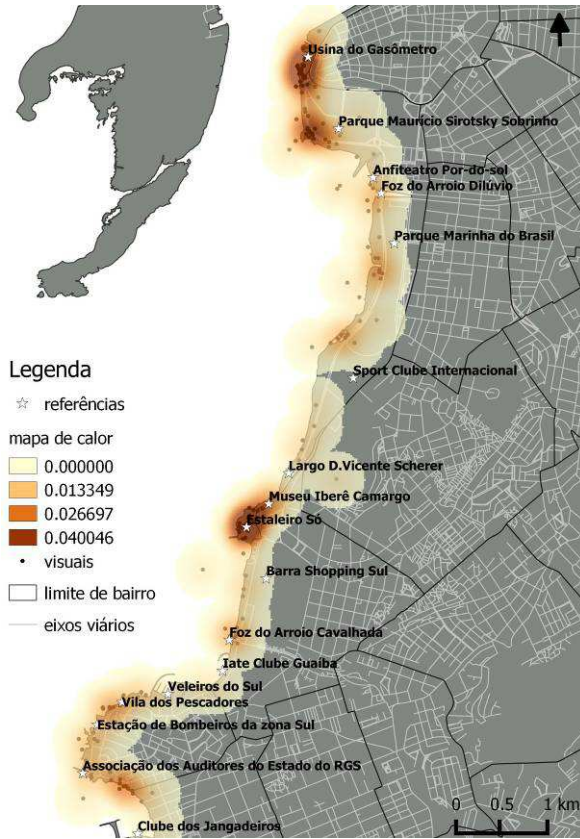 Usina do Gasômetro
Parque Maurício Sirotsky Sobrinho
Anfiteatro Por-do-sol
Foz do Arroio Dilúvio
Parque Marinha do Brasil
Sport Clube Internacional
Largo D.Vicente Scherer
Museu Iberê Camargo
Estaleiro Só
Barra Shopping Sul
Foz do Arroio Cavalhada
Iate Clube Guaíba
Veleiros do Sul
Vila dos Pescadores
Estação de Bombeiros da zona Sul
Associação dos Auditores do Estado do RGS
Clube dos Jangadeiros
Legenda
referências
mapa de calor
0.000000
0.013349
0.026697
0.040046
visuais
limite de bairro
eixos viários
0 0.5 1 km